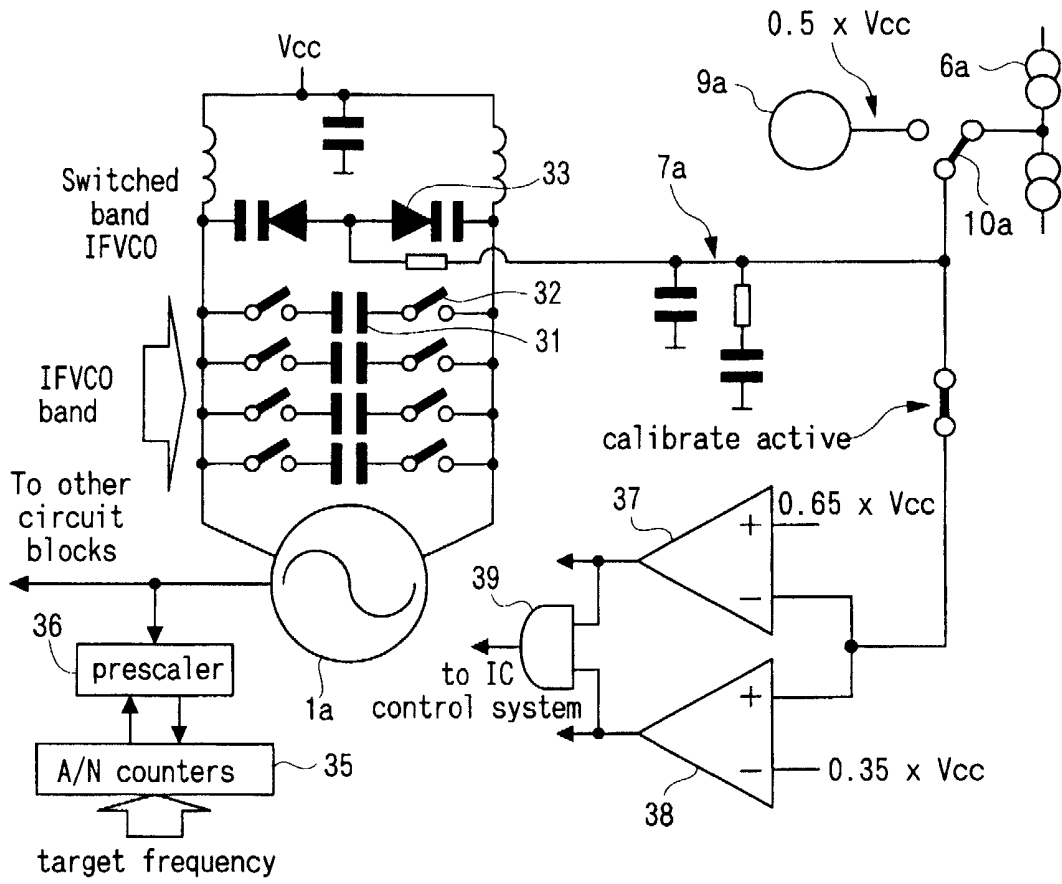 0.5 x Vcc
6a
Vcc
9a
33
7a
Switched
band
IFVCO
10a
32
31
IFVCO
band
calibrate active
To other
circuit
blocks
37
+
0.65 x Vcc
−
39
36
prescaler
1a
to IC
control system
+
−
0.35 x Vcc
A/N counters
35
38
target frequency